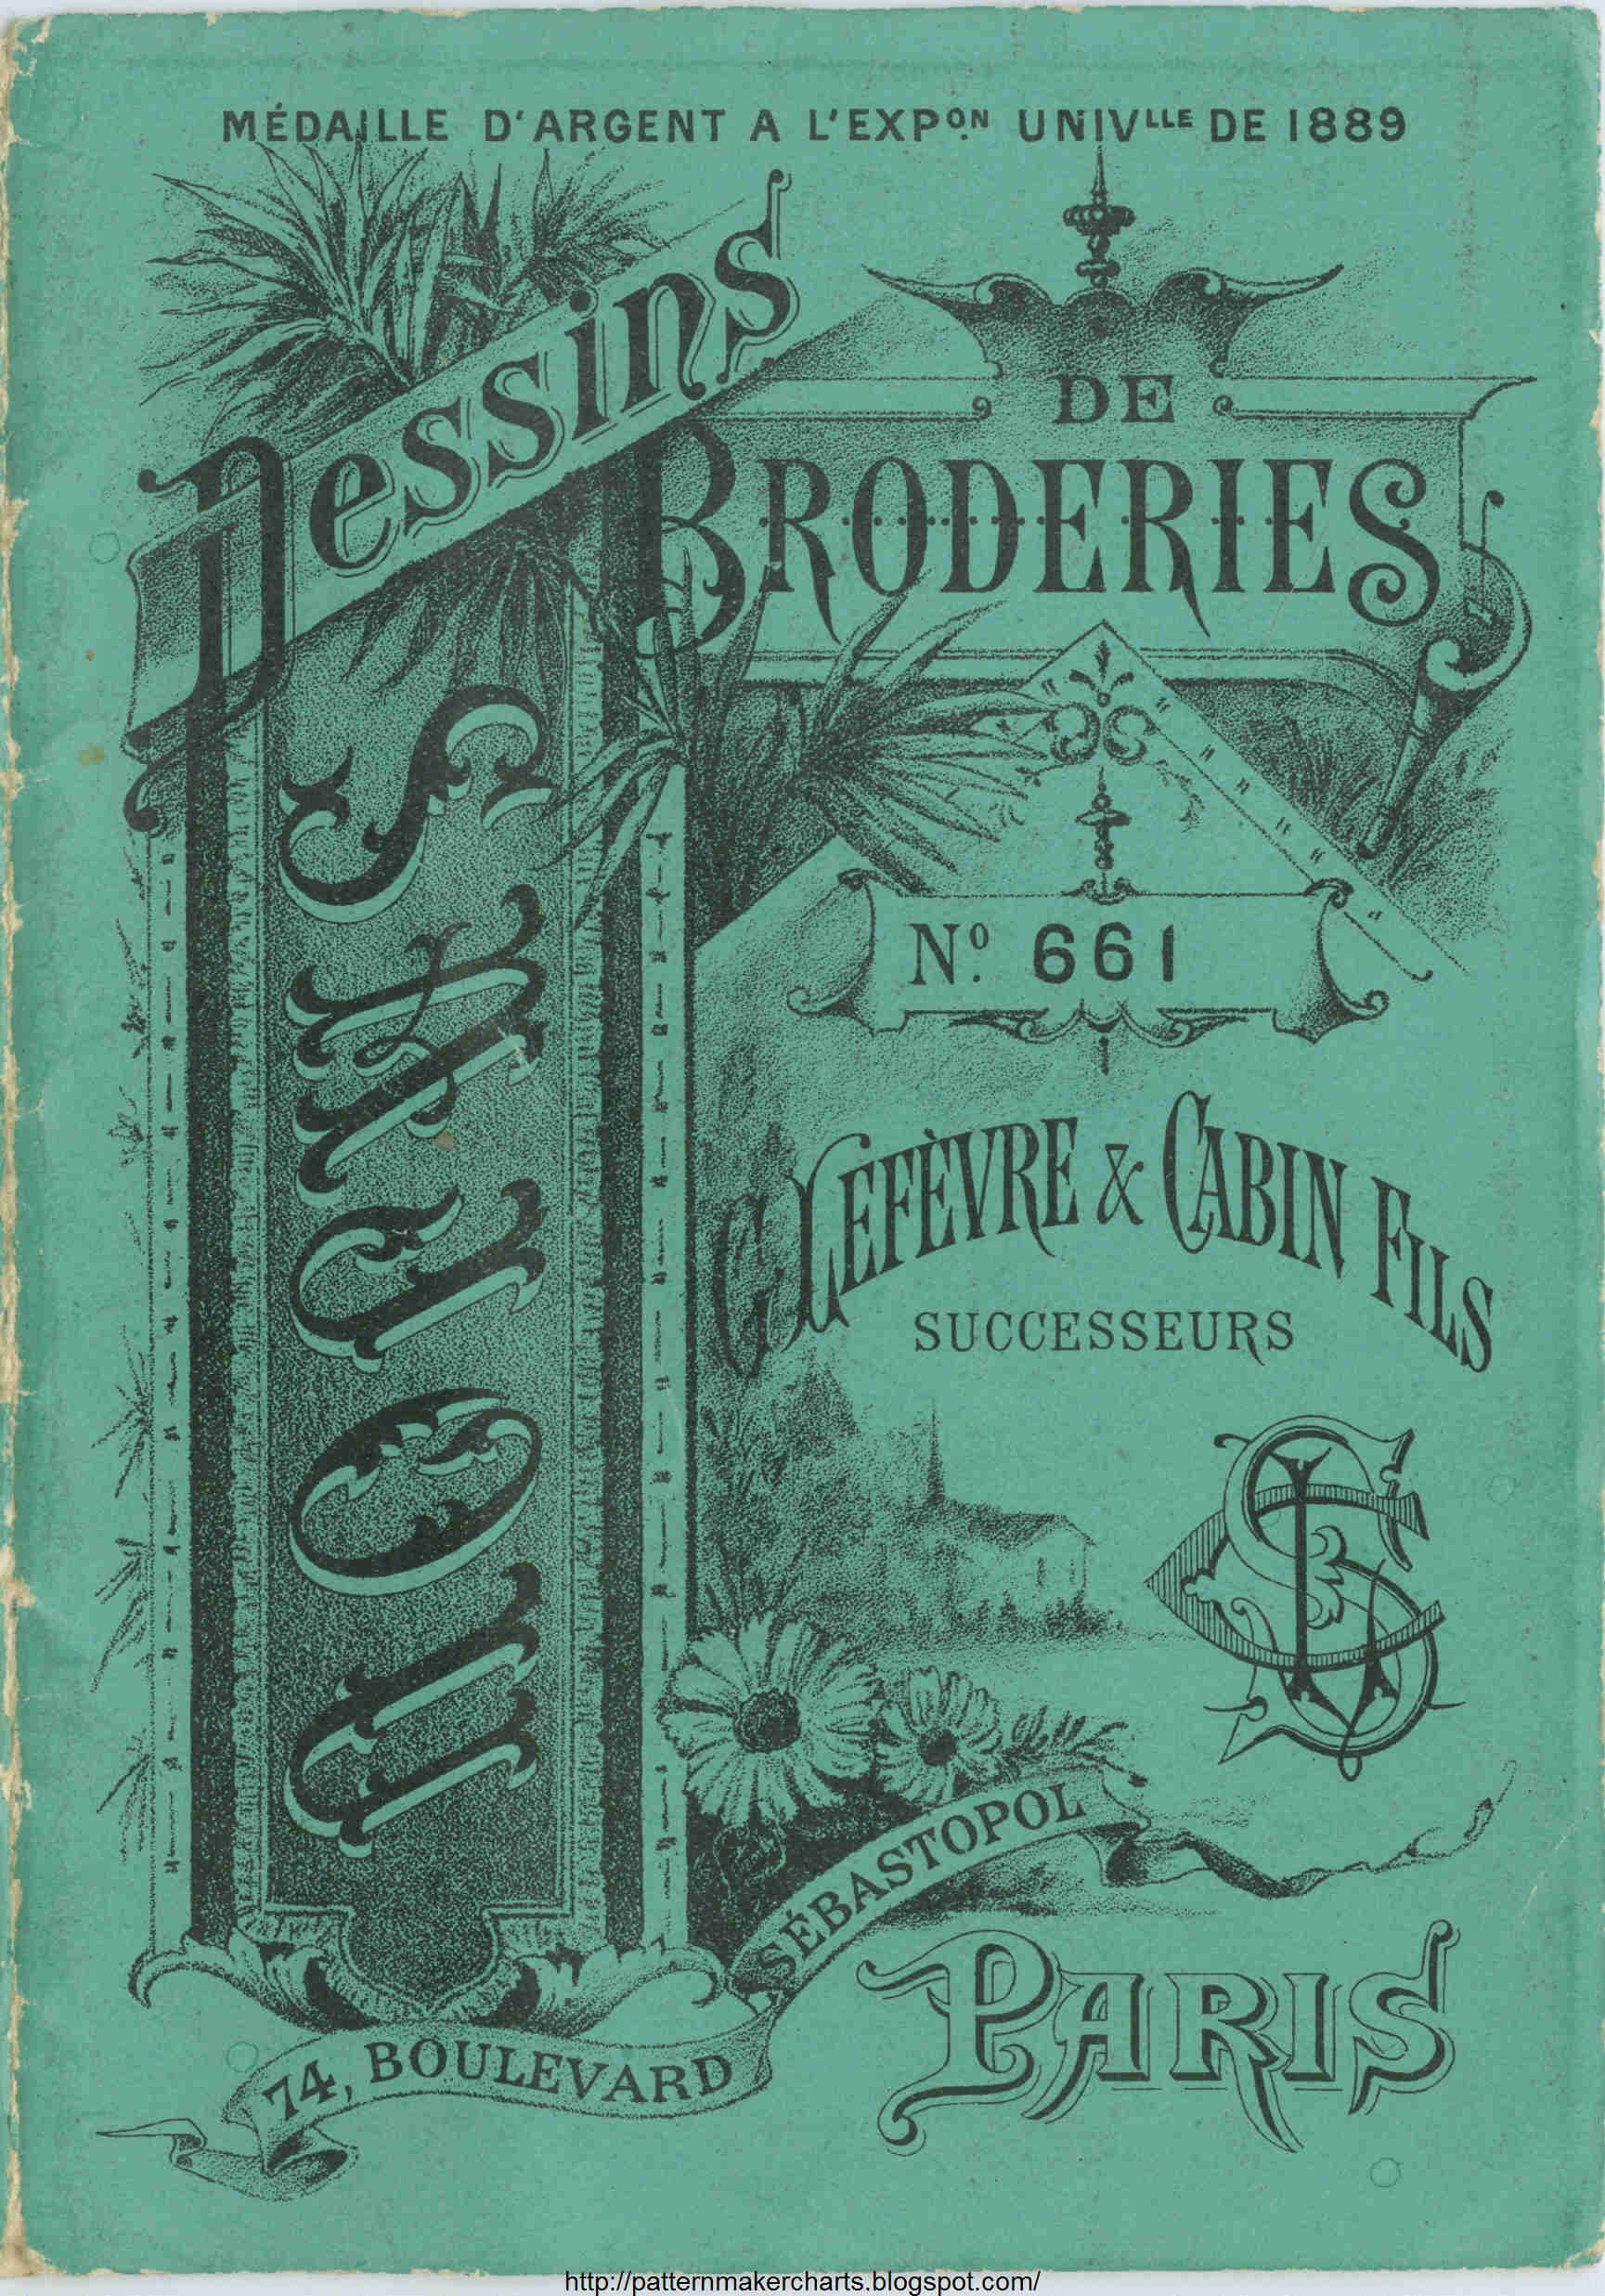 MÉDAILLE D'ARGENT A L'EXPᴼᴺ UNIVᴸᴸᴱ DE 1889
Dessins
DE
BRODERIES
SAJOU
Nº 661
C. LEFÈVRE & CABIN FILS
SUCCESSEURS
74, BOULEVARD SÉBASTOPOL
PARIS
http://patternmakercharts.blogspot.com/